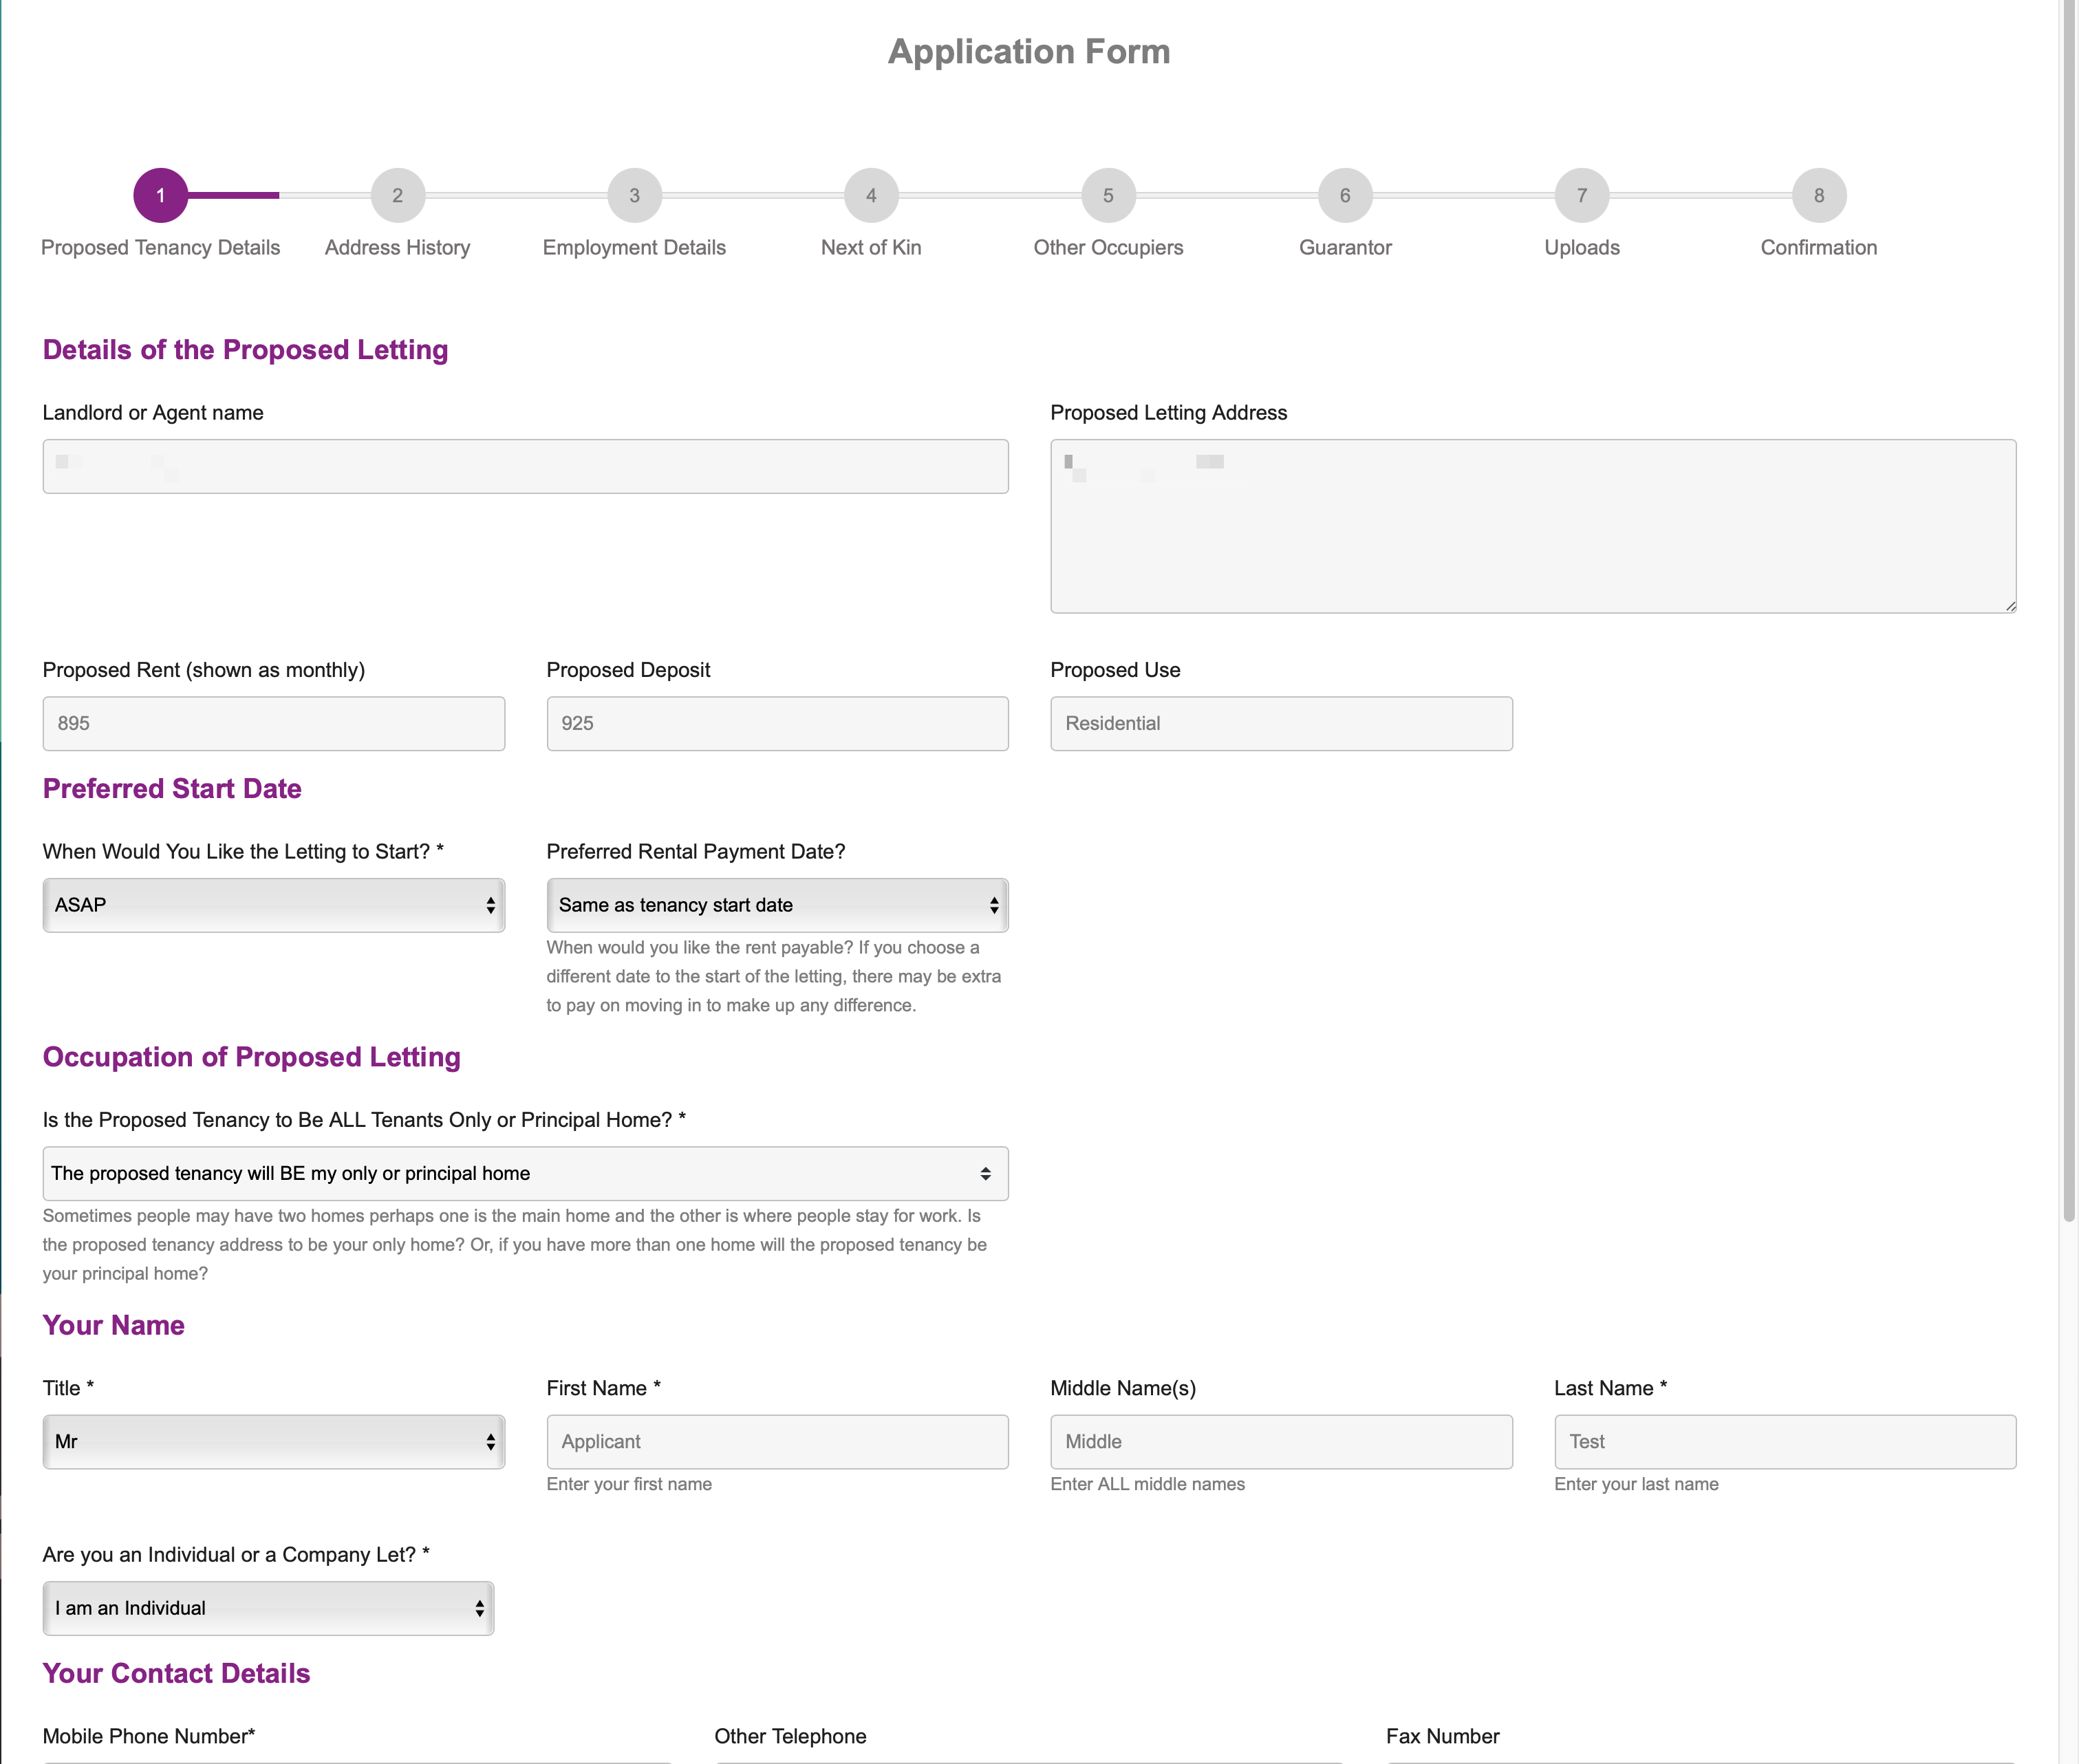 Application Form
1 2 3 4 5 6 7 8
Proposed Tenancy Details Address History Employment Details Next of Kin Other Occupiers Guarantor Uploads Confirmation
Details of the Proposed Letting
Landlord or Agent name
Proposed Letting Address
Proposed Rent (shown as monthly)
895
Proposed Deposit
925
Proposed Use
Residential
Preferred Start Date
When Would You Like the Letting to Start? *
ASAP
Preferred Rental Payment Date?
Same as tenancy start date
When would you like the rent payable? If you choose a
different date to the start of the letting, there may be extra
to pay on moving in to make up any difference.
Occupation of Proposed Letting
Is the Proposed Tenancy to Be ALL Tenants Only or Principal Home? *
The proposed tenancy will BE my only or principal home
Sometimes people may have two homes perhaps one is the main home and the other is where people stay for work. Is
the proposed tenancy address to be your only home? Or, if you have more than one home will the proposed tenancy be
your principal home?
Your Name
Title *
Mr
First Name *
Applicant
Enter your first name
Middle Name(s)
Middle
Enter ALL middle names
Last Name *
Test
Enter your last name
Are you an Individual or a Company Let? *
I am an Individual
Your Contact Details
Mobile Phone Number*
Other Telephone
Fax Number